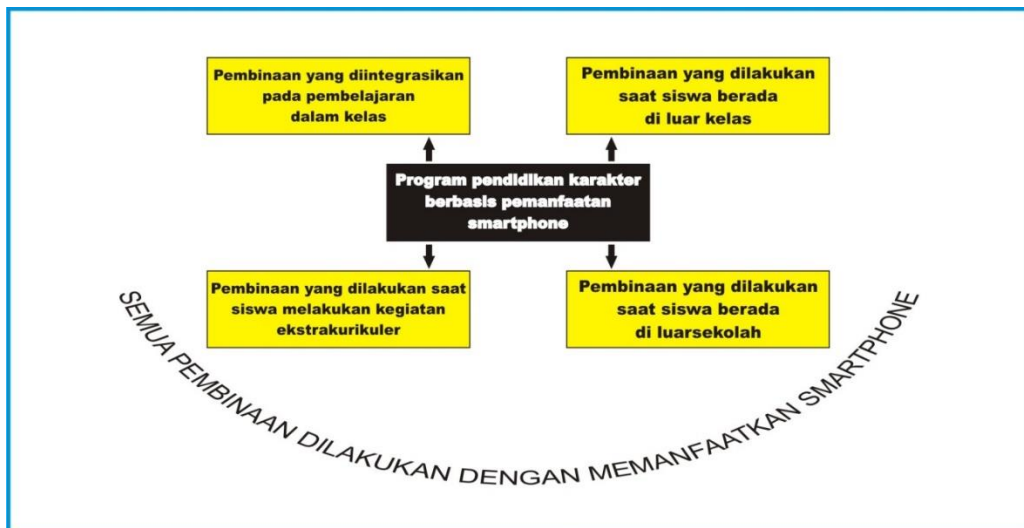 Pembinaan yang diintegrasikan
pada pembelajaran
dalam kelas
Pembinaan yang dilakukan
saat siswa berada
di luar kelas
Program pendidikan karakter
berbasis pemanfaatan
smartphone
Pembinaan yang dilakukan saat
siswa melakukan kegiatan
ekstrakurikuler
Pembinaan yang dilakukan
saat siswa berada
di luarsekolah
SEMUA PEMBINAAN DILAKUKAN DENGAN MEMANFAATKAN SMARTPHONE